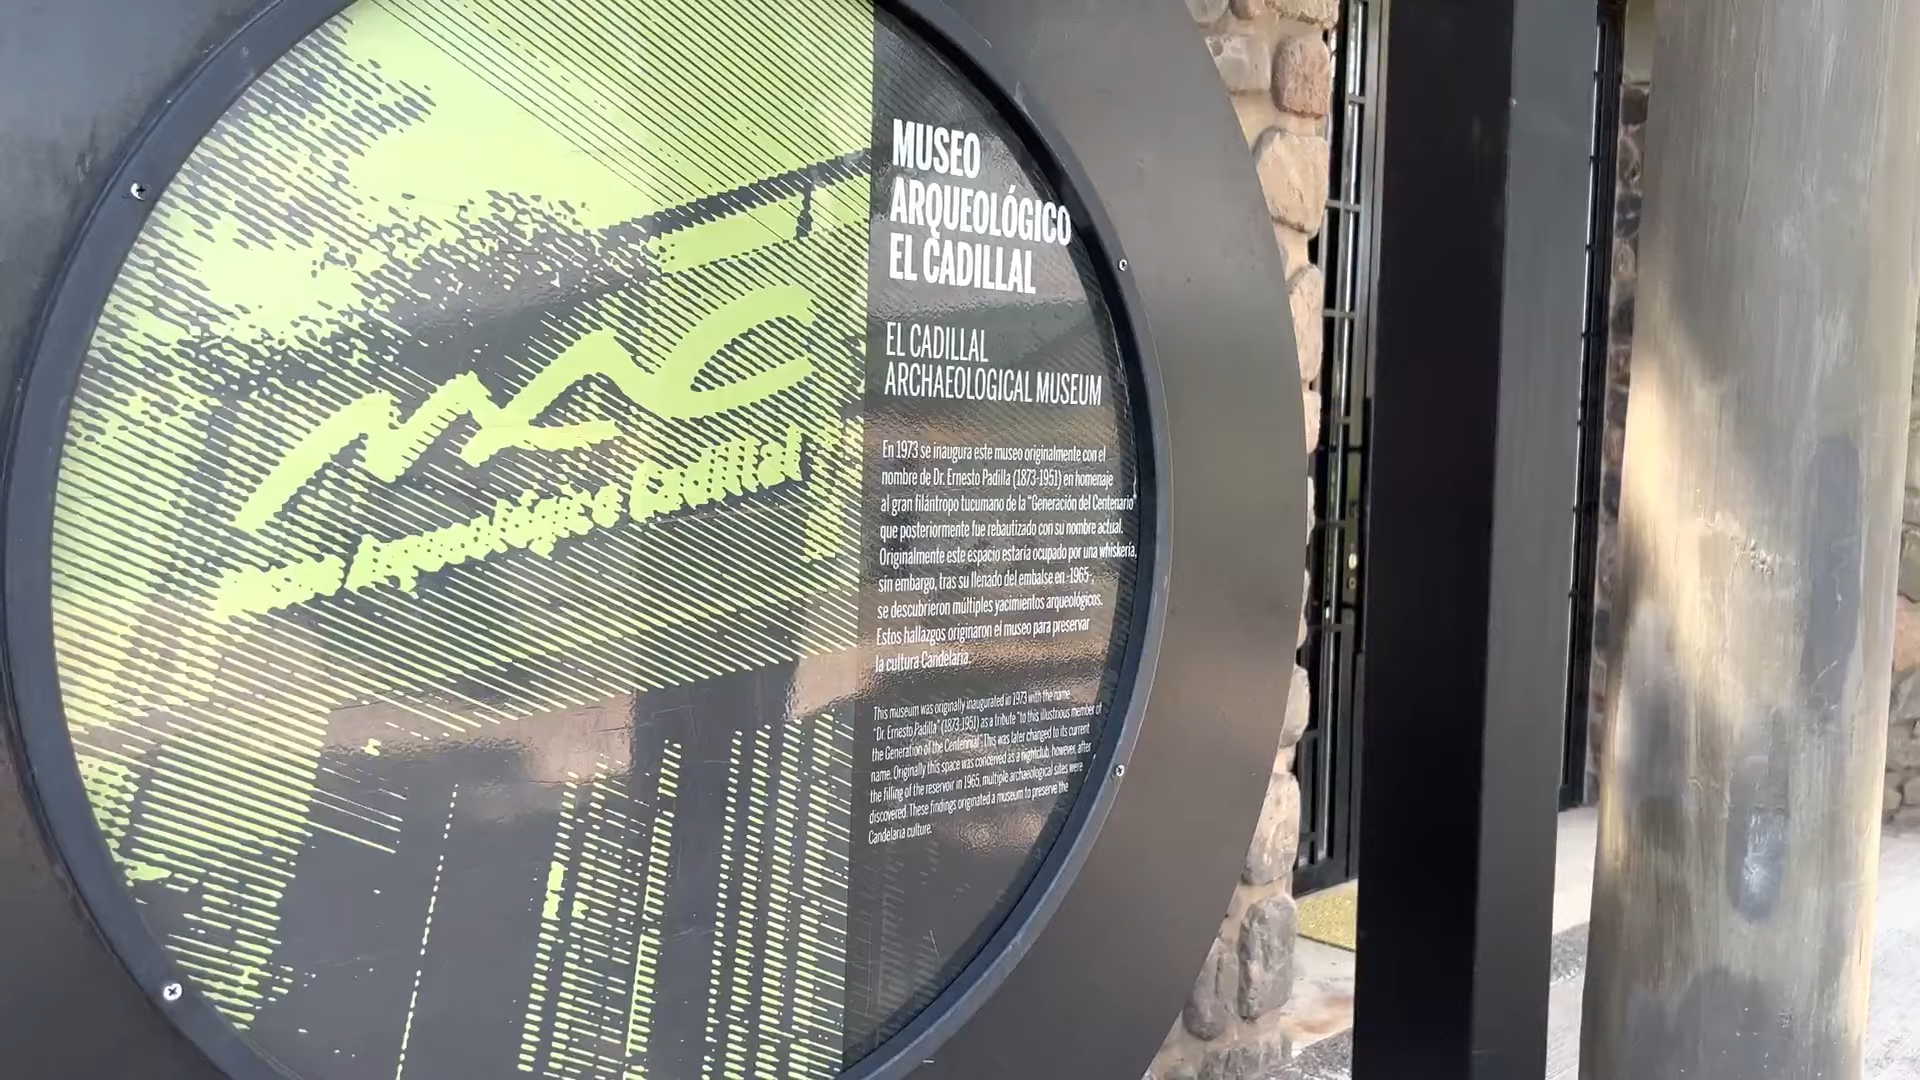 mac
Museo Arqueológico el Cadillal
MUSEO
ARQUEOLÓGICO
EL CADILLAL
EL CADILLAL
ARCHAEOLOGICAL MUSEUM
En 1973 se inaugura este museo originalmente con el
nombre de Dr. Ernesto Padilla (1873-1951) en homenaje
al gran filántropo tucumano de la "Generación del Centenario"
que posteriormente fue rebautizado con su nombre actual.
Originalmente este espacio estaría ocupado por una whiskería,
sin embargo, tras su llenado del embalse en -1965-,
se descubrieron múltiples yacimientos arqueológicos.
Estos hallazgos originaron el museo para preservar
la cultura Candelaria.
This museum was originally inaugurated in 1973 with the name
"Dr. Ernesto Padilla" (1873-1951) as a tribute "to this illustrious member of
the Generation of the Centennial". This was later changed to its current
name. Originally this space was conceived as a nightclub, however, after
the filling of the reservoir in 1965, multiple archaeological sites were
discovered. These findings originated a museum to preserve the
Candelaria culture.